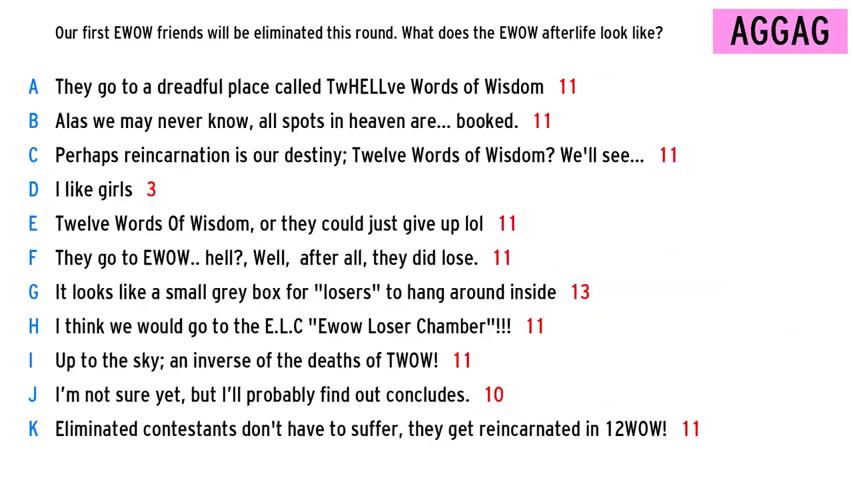 Our first EWOW friends will be eliminated this round. What does the EWOW afterlife look like?
AGGAG
A They go to a dreadful place called TwHELLve Words of Wisdom 11
B Alas we may never know, all spots in heaven are... booked. 11
C Perhaps reincarnation is our destiny; Twelve Words of Wisdom? We'll see... 11
D I like girls 3
E Twelve Words Of Wisdom, or they could just give up lol 11
F They go to EWOW.. hell?, Well, after all, they did lose. 11
G It looks like a small grey box for "losers" to hang around inside 13
H I think we would go to the E.L.C "Ewow Loser Chamber"!!! 11
I Up to the sky; an inverse of the deaths of TWOW! 11
J I’m not sure yet, but I’ll probably find out concludes. 10
K Eliminated contestants don't have to suffer, they get reincarnated in 12WOW! 11